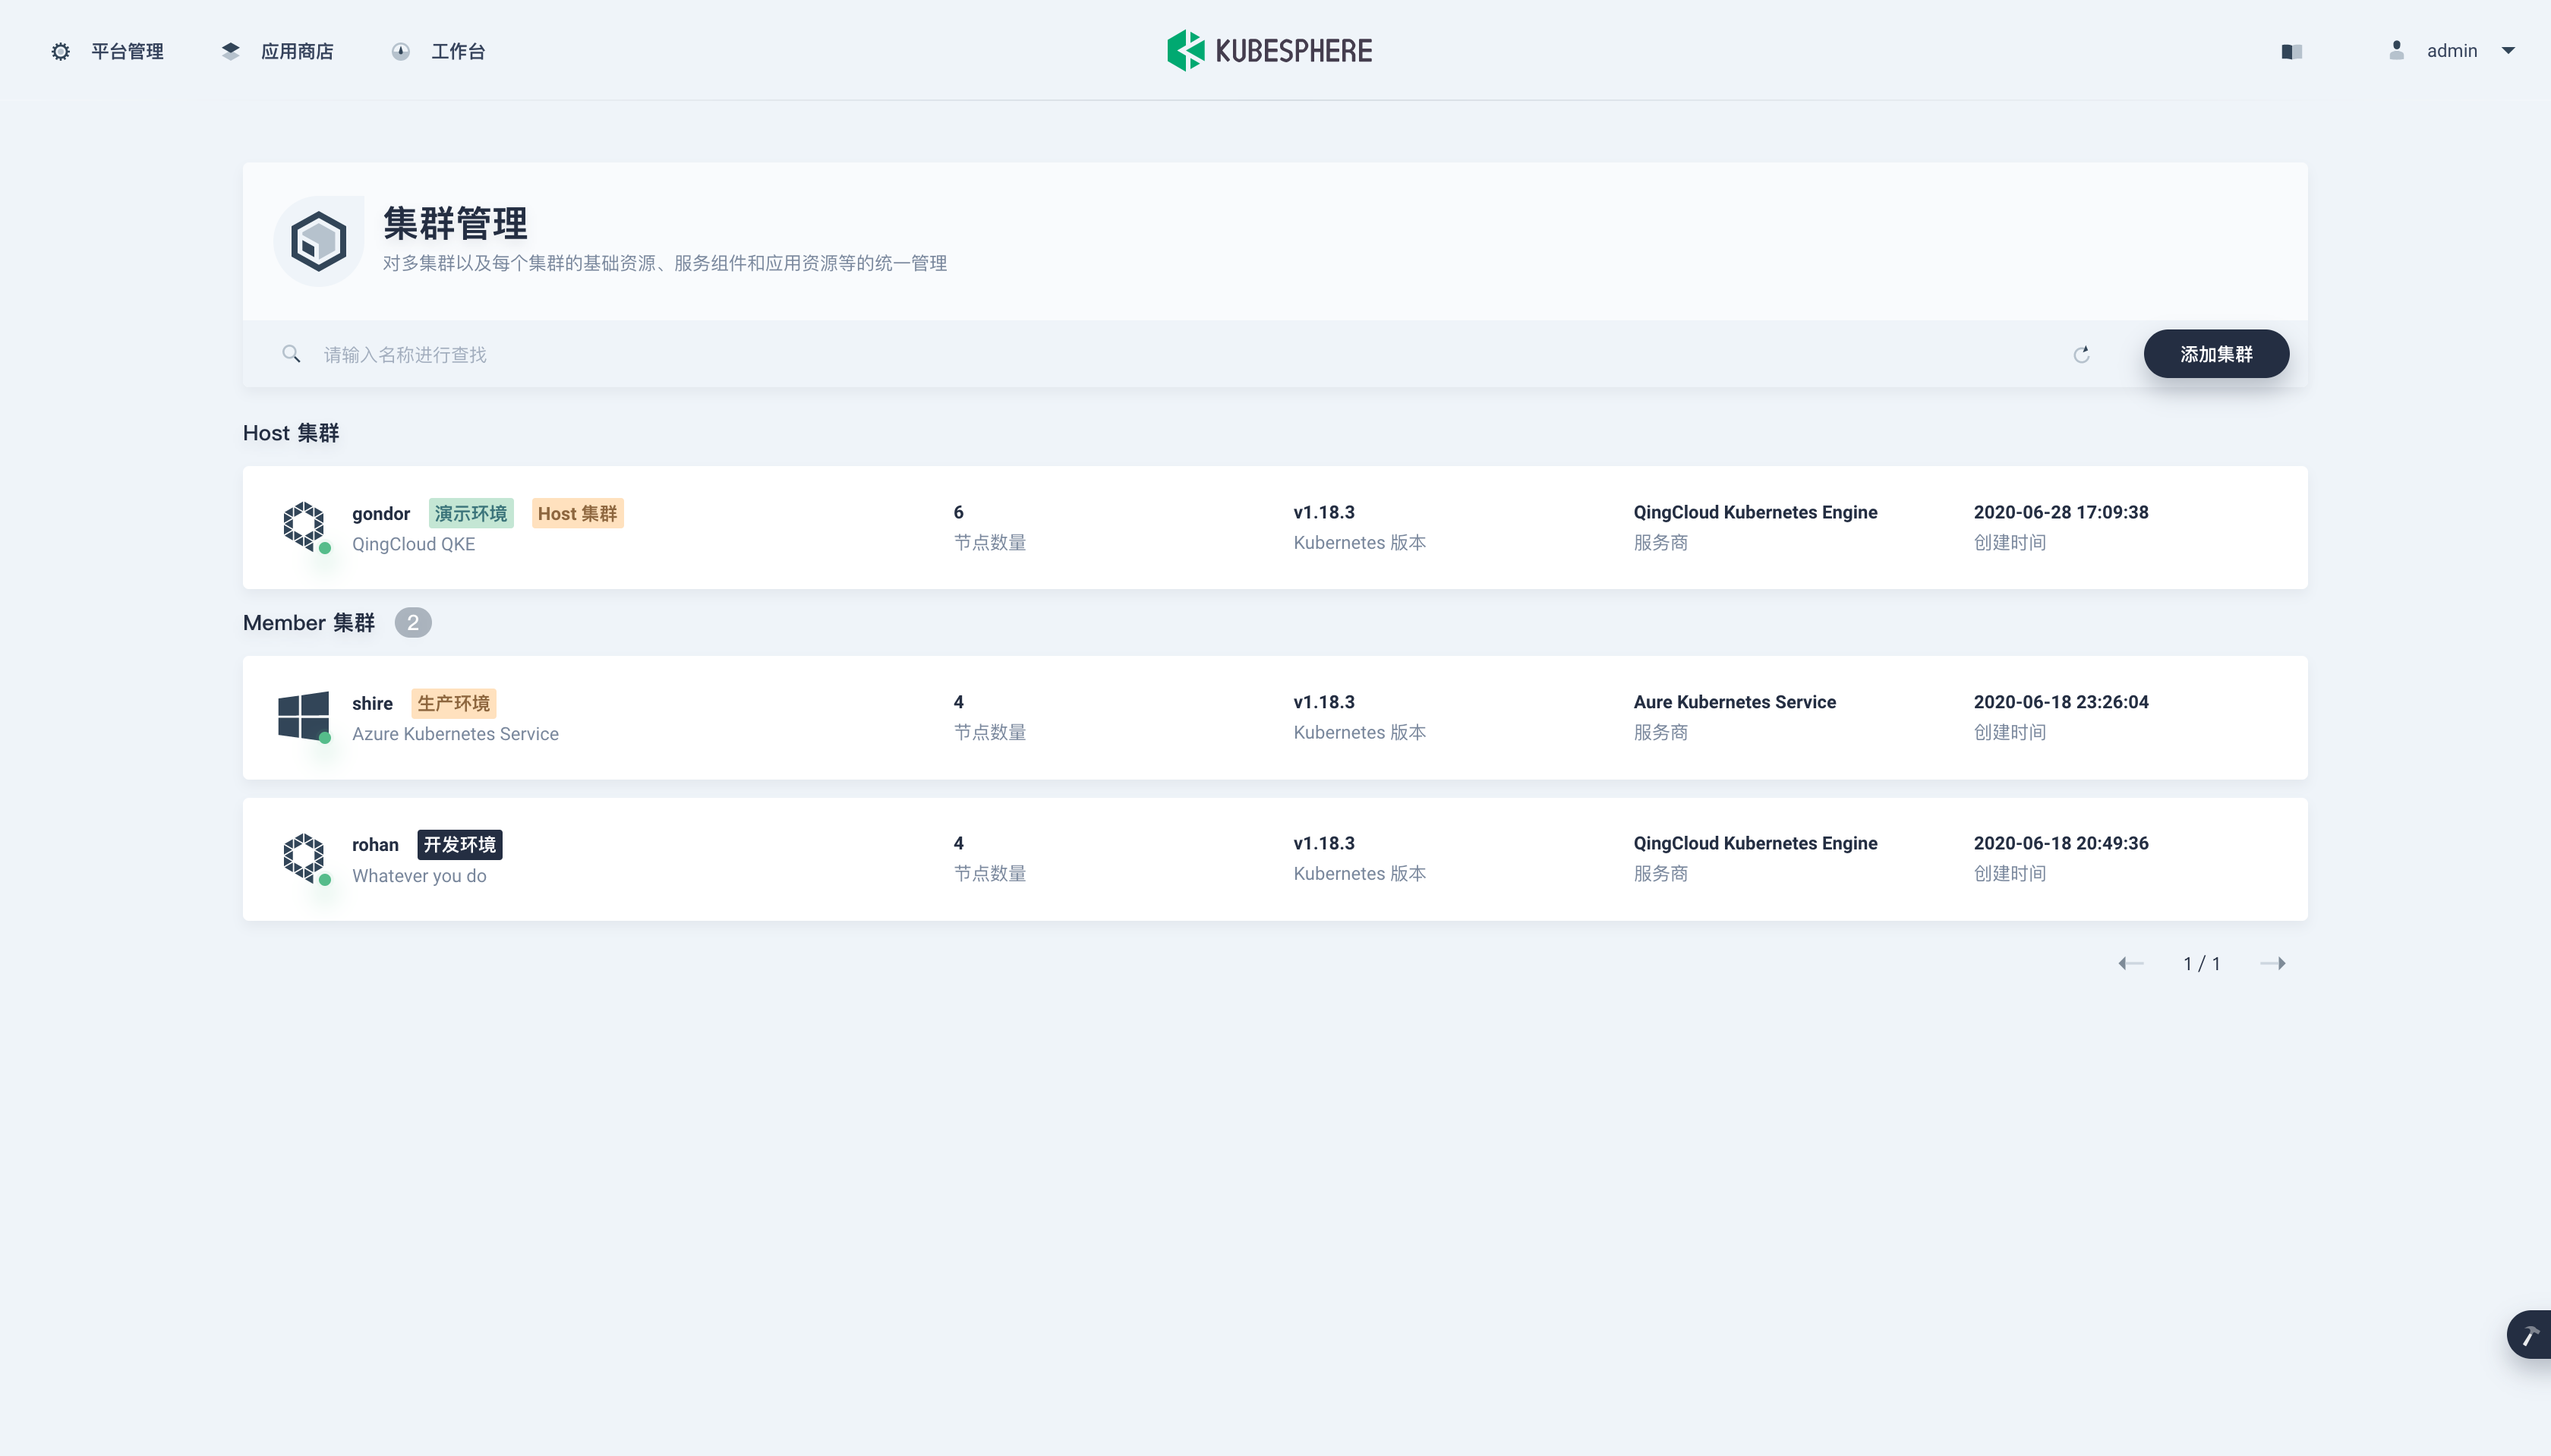 平台管理
应用商店
工作台
KUBESPHERE
admin
集群管理
对多集群以及每个集群的基础资源、服务组件和应用资源等的统一管理
请输入名称进行查找
添加集群
Host 集群
gondor 演示环境 Host 集群
QingCloud QKE
6
节点数量
v1.18.3
Kubernetes 版本
QingCloud Kubernetes Engine
服务商
2020-06-28 17:09:38
创建时间
Member 集群 2
shire 生产环境
Azure Kubernetes Service
4
节点数量
v1.18.3
Kubernetes 版本
Aure Kubernetes Service
服务商
2020-06-18 23:26:04
创建时间
rohan 开发环境
Whatever you do
4
节点数量
v1.18.3
Kubernetes 版本
QingCloud Kubernetes Engine
服务商
2020-06-18 20:49:36
创建时间
1 / 1